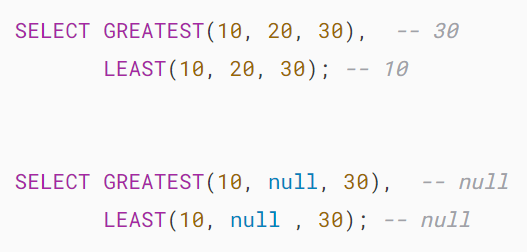 SELECT GREATEST(10, 20, 30),  -- 30
       LEAST(10, 20, 30); -- 10
SELECT GREATEST(10, null, 30),  -- null
       LEAST(10, null , 30); -- null